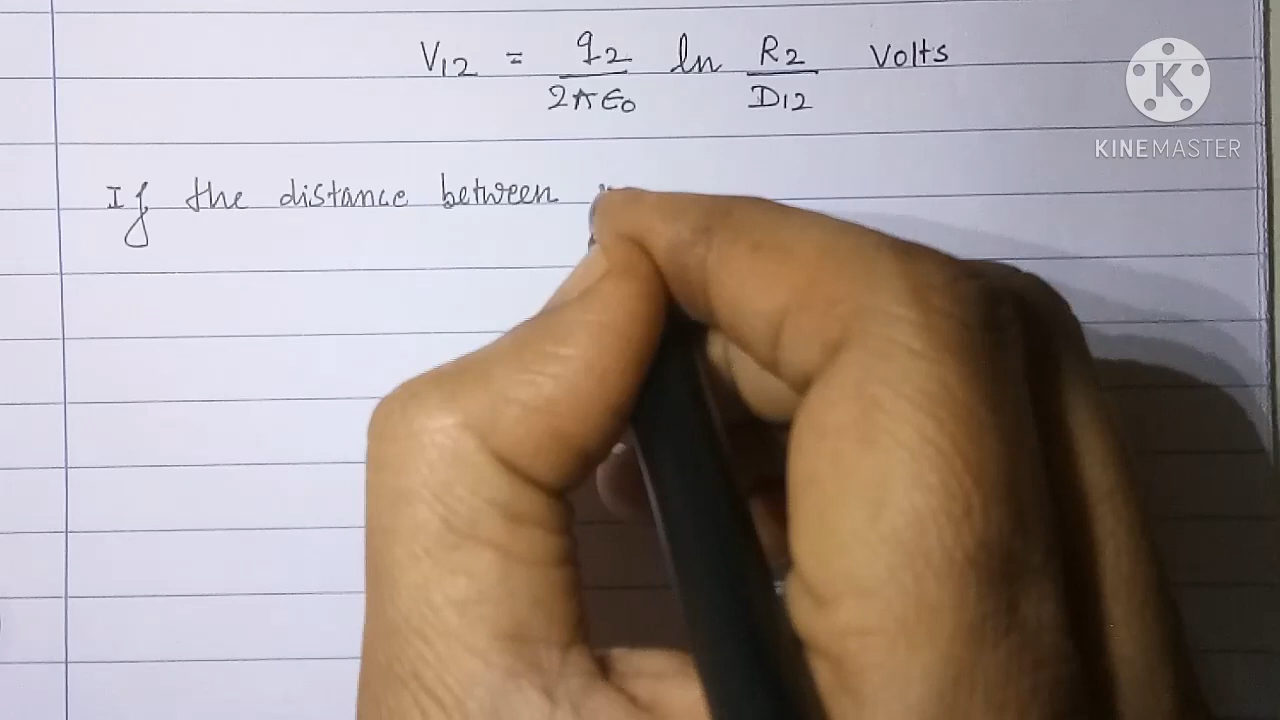 V12 = q2 / 2πϵ0 ln R2 / D12 Volts
K
KINEMASTER
If the distance between